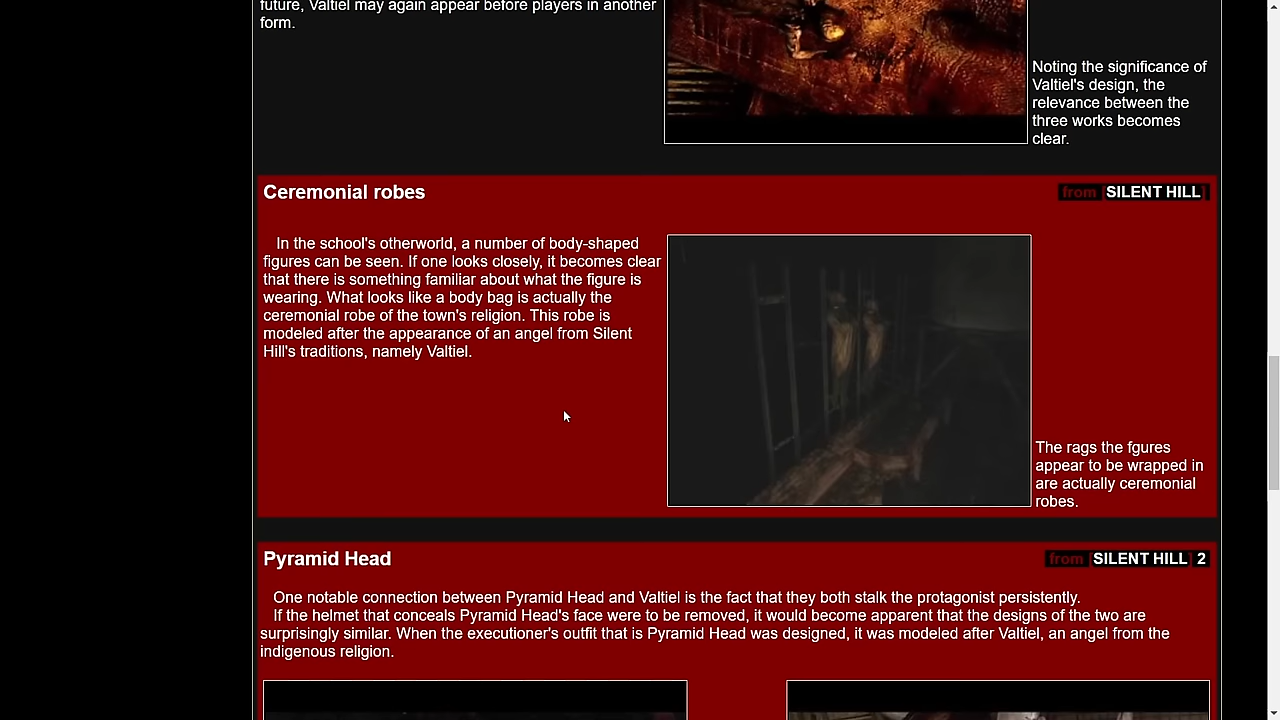 future, Valtiel may again appear before players in another
form.
Noting the significance of
Valtiel's design, the
relevance between the
three works becomes
clear.
Ceremonial robes
from [SILENT HILL]
In the school's otherworld, a number of body-shaped
figures can be seen. If one looks closely, it becomes clear
that there is something familiar about what the figure is
wearing. What looks like a body bag is actually the
ceremonial robe of the town's religion. This robe is
modeled after the appearance of an angel from Silent
Hill's traditions, namely Valtiel.
The rags the fgures
appear to be wrapped in
are actually ceremonial
robes.
Pyramid Head
from [SILENT HILL] 2
One notable connection between Pyramid Head and Valtiel is the fact that they both stalk the protagonist persistently.
If the helmet that conceals Pyramid Head's face were to be removed, it would become apparent that the designs of the two are
surprisingly similar. When the executioner's outfit that is Pyramid Head was designed, it was modeled after Valtiel, an angel from the
indigenous religion.